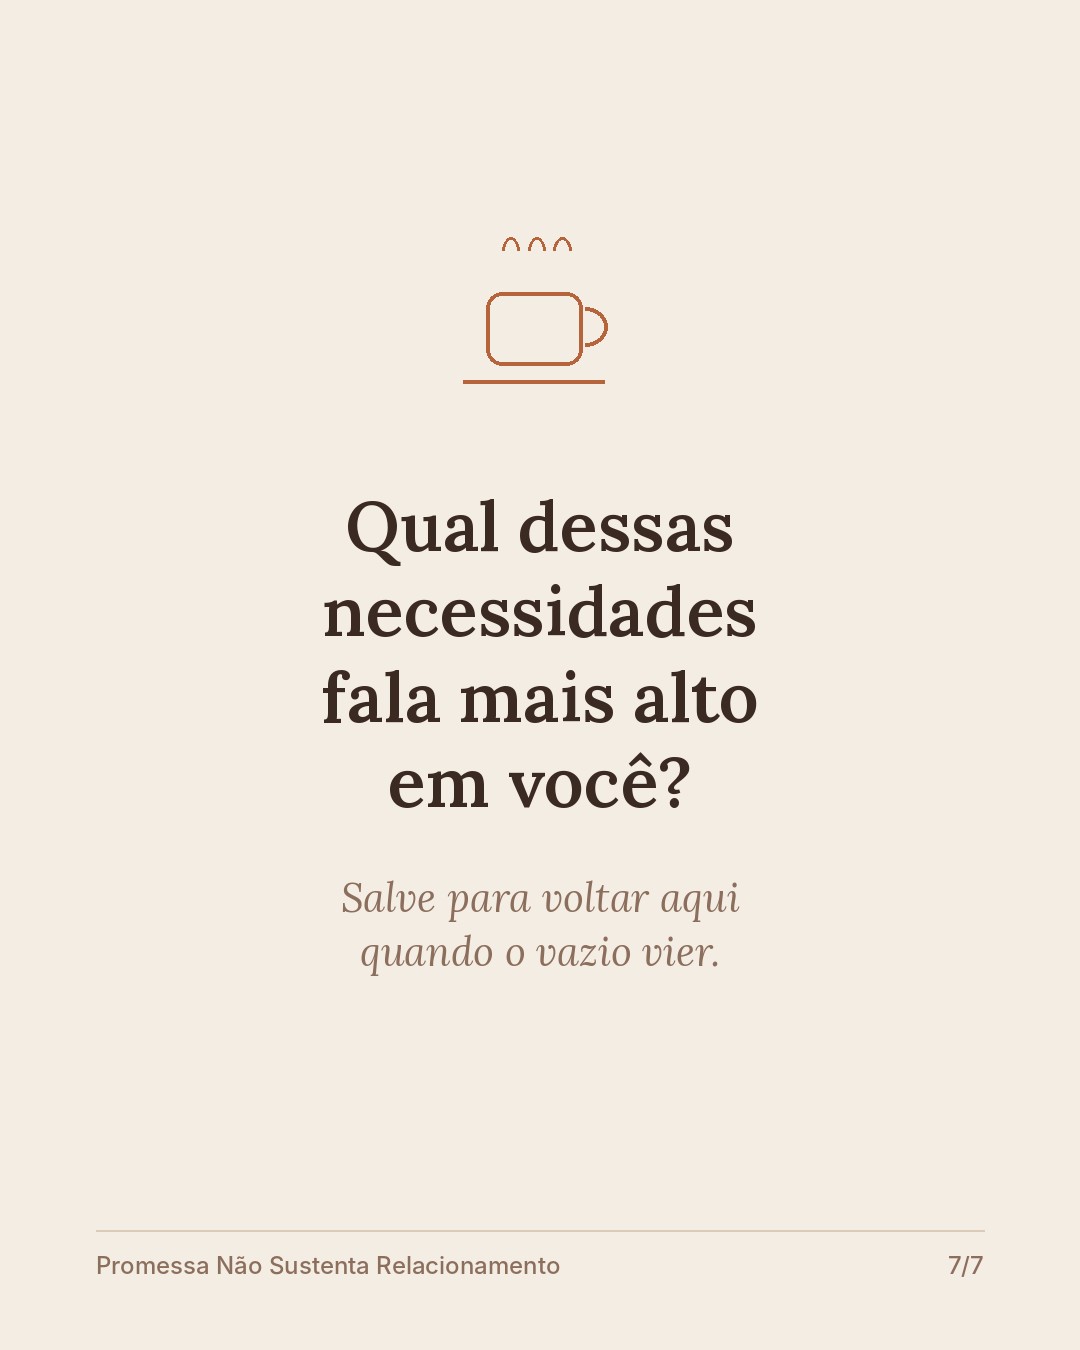 Qual dessas
necessidades
fala mais alto
em você?
Salve para voltar aqui
quando o vazio vier.
Promessa Não Sustenta Relacionamento
7/7